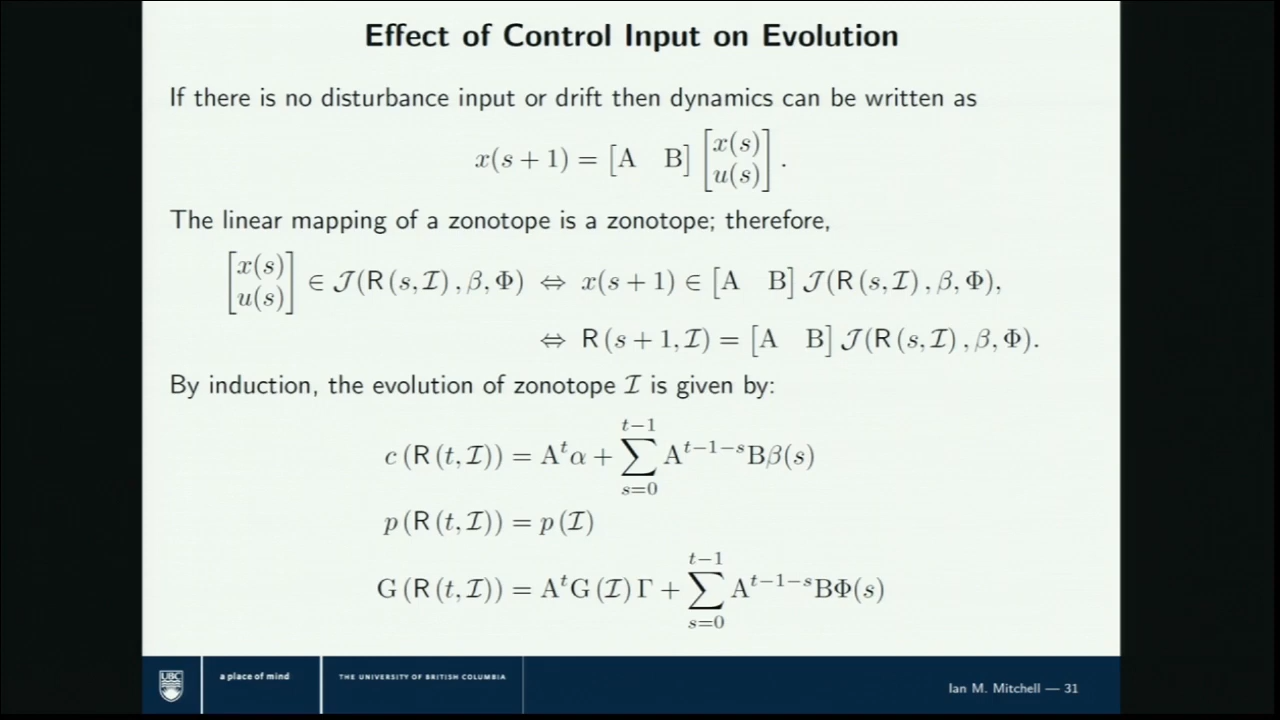 Effect of Control Input on Evolution
If there is no disturbance input or drift then dynamics can be written as
x(s + 1) = [A B] [x(s) u(s)] .
The linear mapping of a zonotope is a zonotope; therefore,
[x(s) u(s)] ∈ 𝒥(R(s, ℐ), β, Φ) ⇔ x(s + 1) ∈ [A B] 𝒥(R(s, ℐ), β, Φ),
⇔ R(s + 1, ℐ) = [A B] 𝒥(R(s, ℐ), β, Φ).
By induction, the evolution of zonotope ℐ is given by:
c(R(t, ℐ)) = A^t α + ∑_{s=0}^{t−1} A^{t−1−s} Bβ(s)
p(R(t, ℐ)) = p(ℐ)
G(R(t, ℐ)) = A^t G(ℐ) Γ + ∑_{s=0}^{t−1} A^{t−1−s} BΦ(s)
UBC
a place of mind
THE UNIVERSITY OF BRITISH COLUMBIA
Ian M. Mitchell — 31